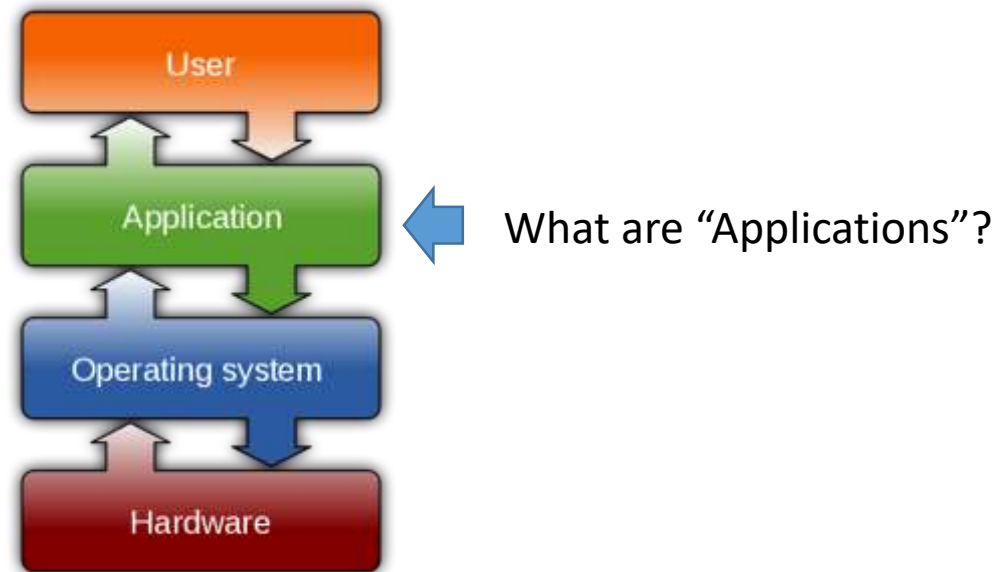 User
Application
What are “Applications”?
Operating system
Hardware